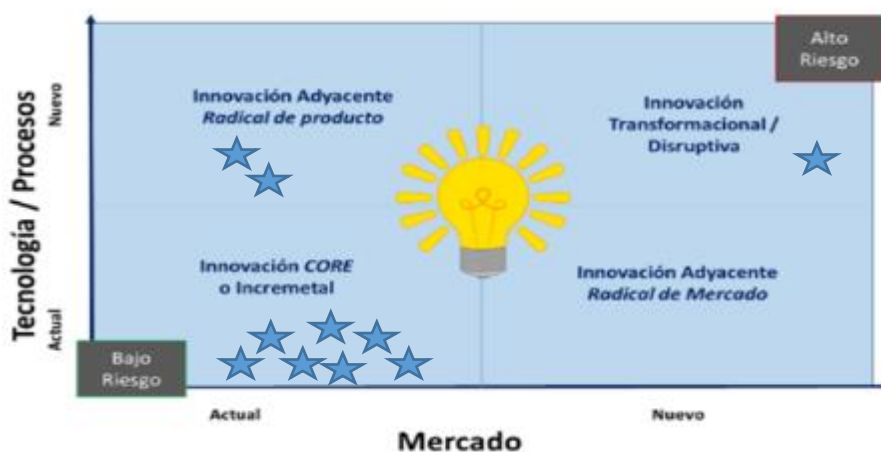 Alto
Riesgo
Innovación Adyacente
Radical de producto
Innovación
Transformacional /
Disruptiva
Tecnología / Procesos
Nuevo
Actual
Innovación CORE
o Incremetal
Innovación Adyacente
Radical de Mercado
Bajo
Riesgo
Actual
Nuevo
Mercado